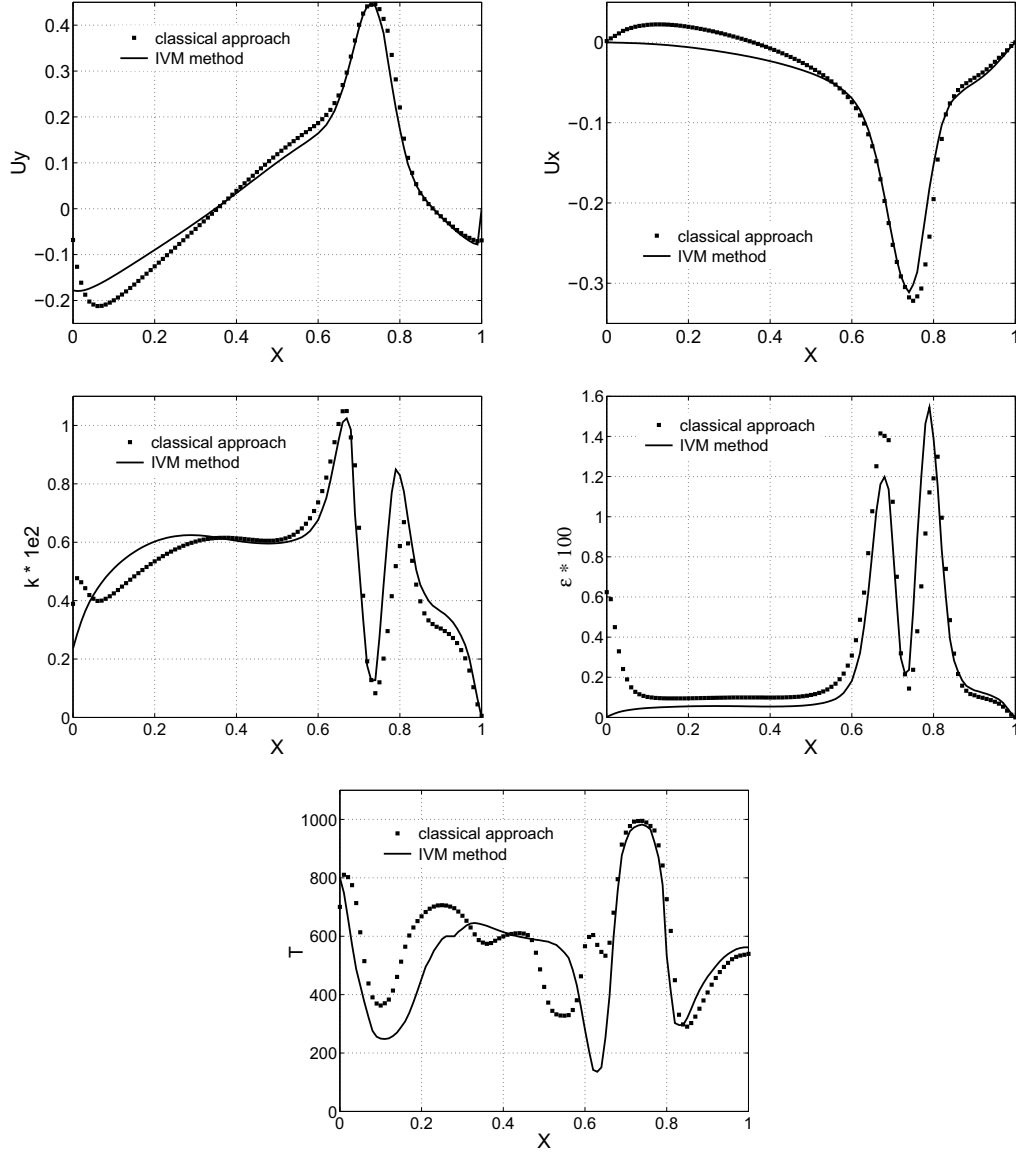 0.4
0.3
0.2
0.1
0
−0.1
−0.2
Uy
classical approach
IVM method
0 0.2 0.4 0.6 0.8 1
X
0
−0.1
−0.2
−0.3
Ux
classical approach
IVM method
0 0.2 0.4 0.6 0.8 1
X
1
0.8
0.6
0.4
0.2
0
k * 1e2
classical approach
IVM method
0 0.2 0.4 0.6 0.8 1
X
1.6
1.4
1.2
1
0.8
0.6
0.4
0.2
0
ε * 100
classical approach
IVM method
0 0.2 0.4 0.6 0.8 1
X
1000
800
600
400
200
0
T
classical approach
IVM method
0 0.2 0.4 0.6 0.8 1
X